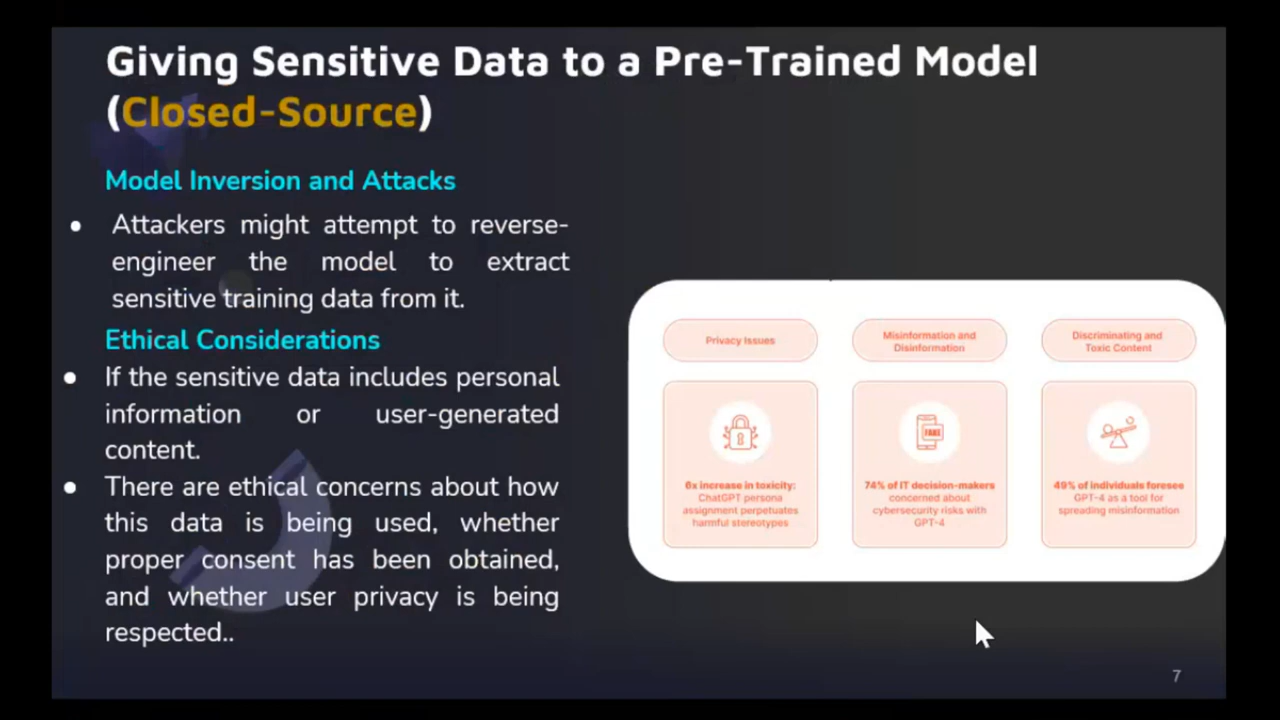 Giving Sensitive Data to a Pre-Trained Model
(Closed-Source)
Model Inversion and Attacks
• Attackers might attempt to reverse-
engineer the model to extract
sensitive training data from it.
Ethical Considerations
• If the sensitive data includes personal
information or user-generated
content.
• There are ethical concerns about how
this data is being used, whether
proper consent has been obtained,
and whether user privacy is being
respected..
Privacy Issues
6x increase in toxicity:
ChatGPT persona
assignment perpetuates
harmful stereotypes
Misinformation and
Disinformation
FAKE
74% of IT decision-makers
concerned about
cybersecurity risks with
GPT-4
Discriminating and
Toxic Content
49% of individuals foresee
GPT-4 as a tool for
spreading misinformation
7